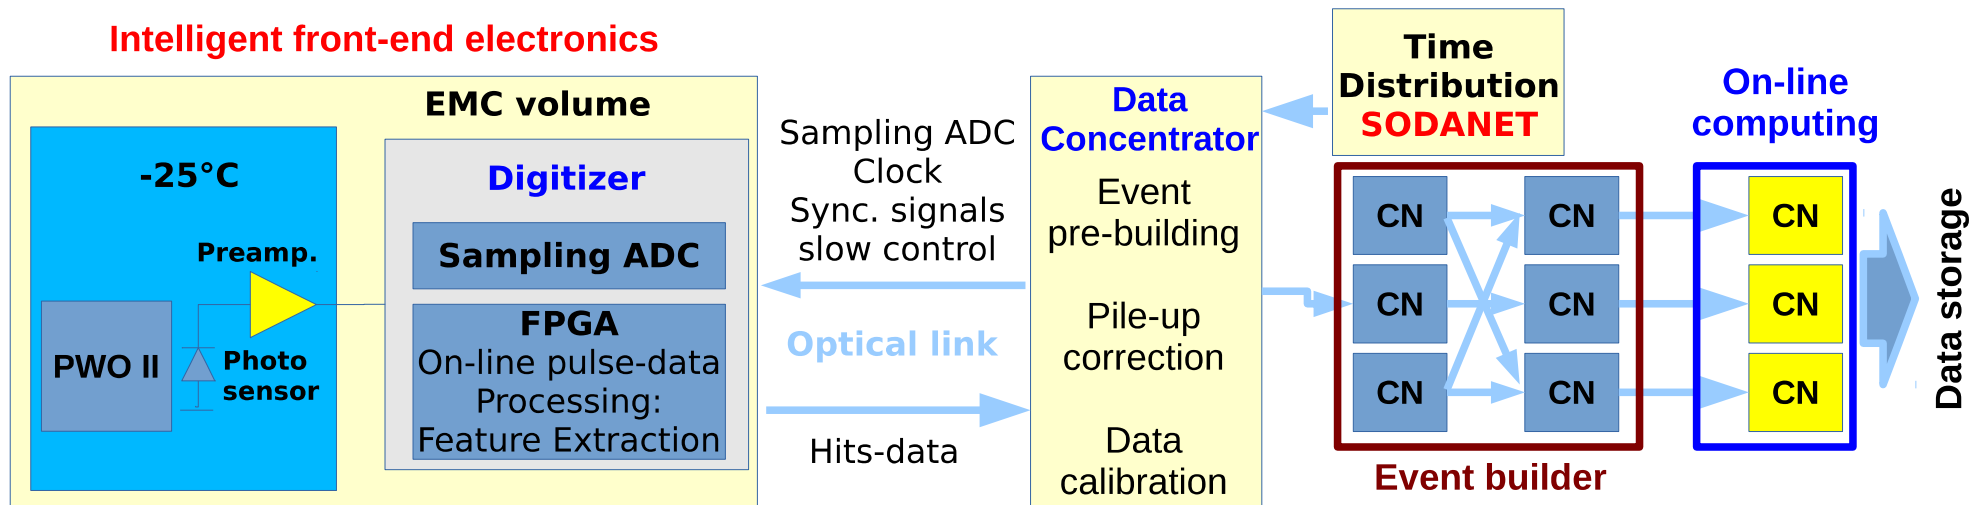 Intelligent front-end electronics
EMC volume
-25°C
Preamp.
PWO II
Photo
sensor
Digitizer
Sampling ADC
FPGA
On-line pulse-data
Processing:
Feature Extraction
Sampling ADC
Clock
Sync. signals
slow control
Optical link
Hits-data
Data
Concentrator
Event
pre-building
Pile-up
correction
Data
calibration
Time
Distribution
SODANET
CN
CN
CN
CN
CN
CN
Event builder
On-line
computing
CN
CN
CN
Data storage